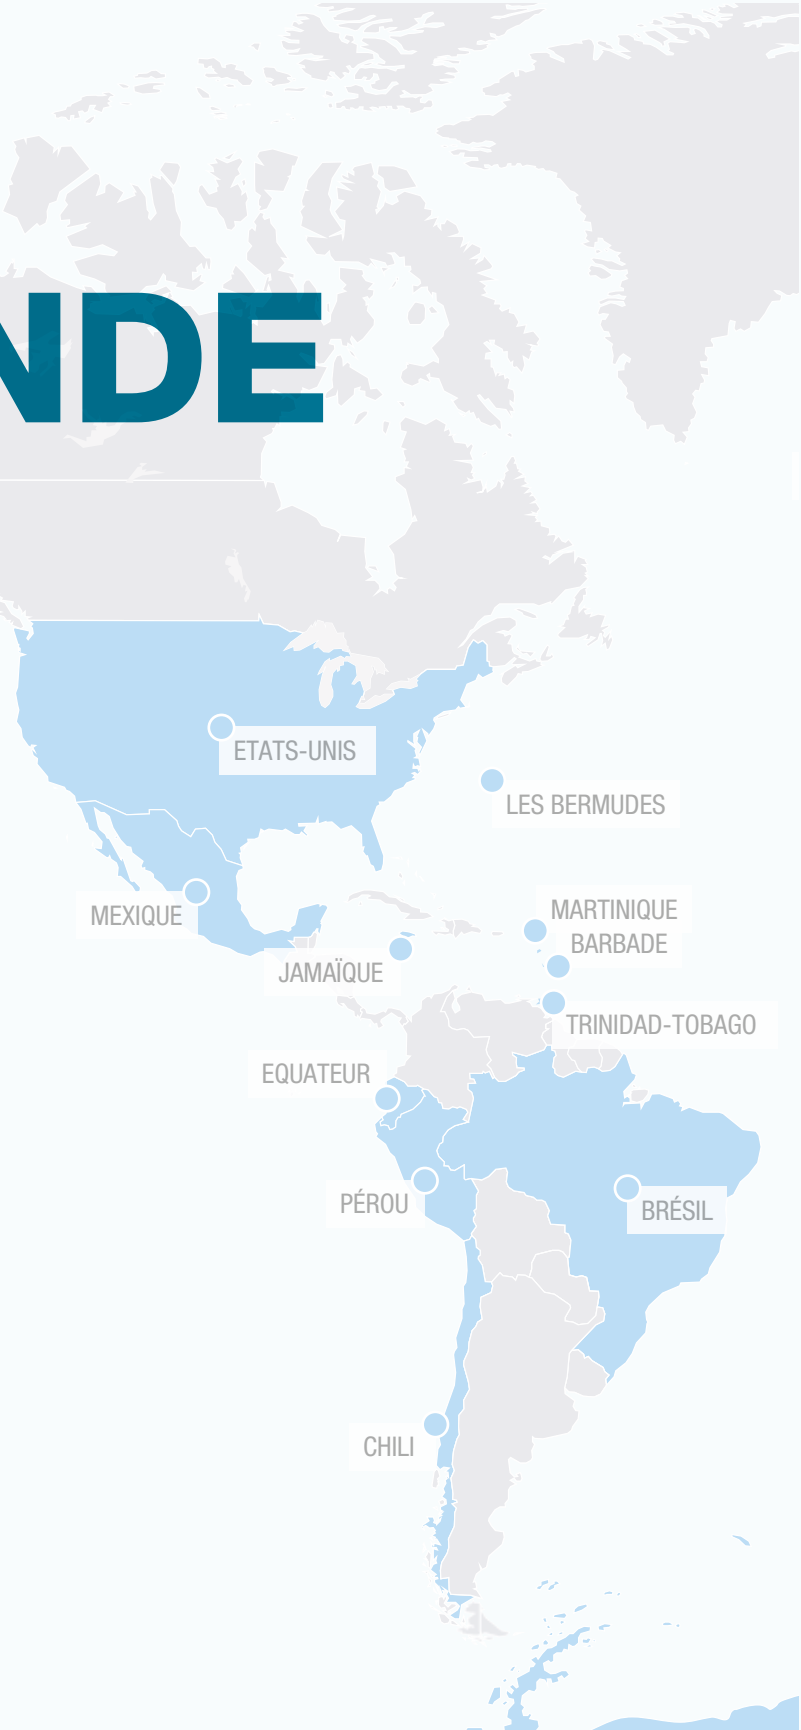 NDE
ETATS-UNIS
LES BERMUDES
MEXIQUE
MARTINIQUE
BARBADE
JAMAÏQUE
TRINIDAD-TOBAGO
EQUATEUR
PÉROU
BRÉSIL
CHILI